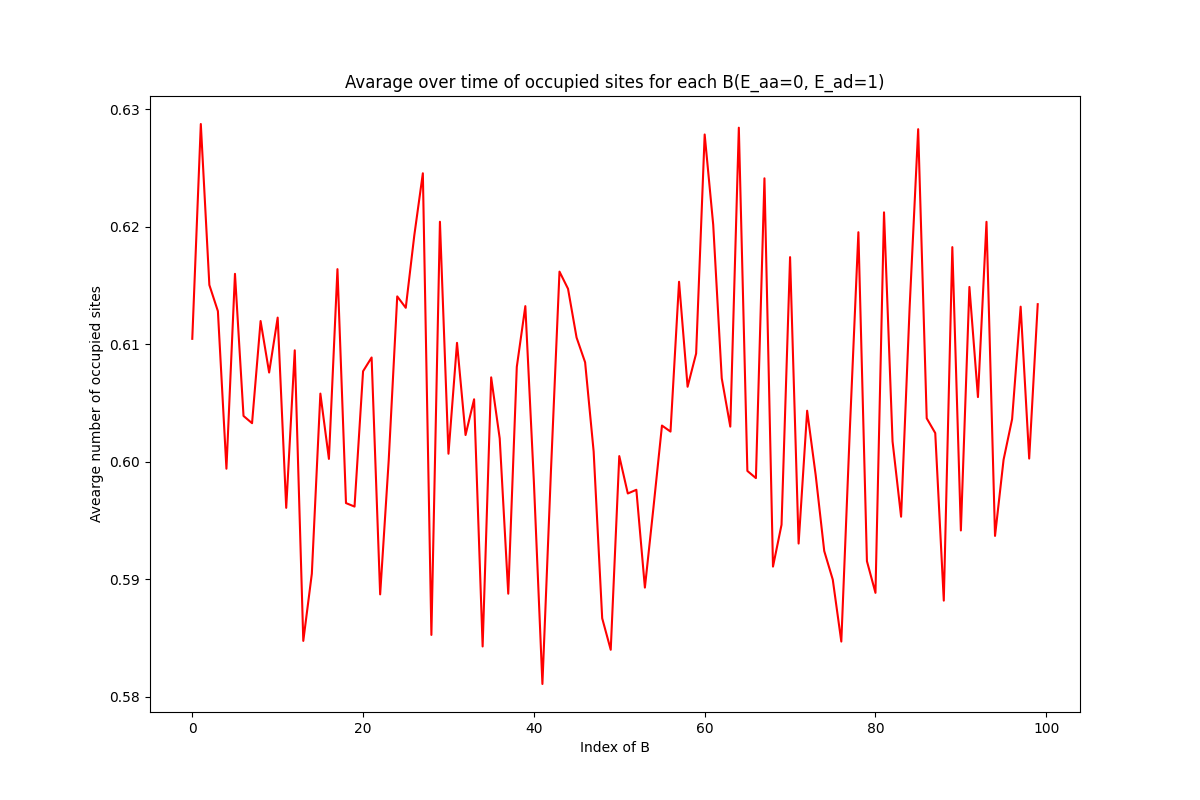 Avarage over time of occupied sites for each B(E_aa=0, E_ad=1)
0.63
0.62
0.61
0.60
0.59
0.58
Avearge number of occupied sites
0 20 40 60 80 100
Index of B